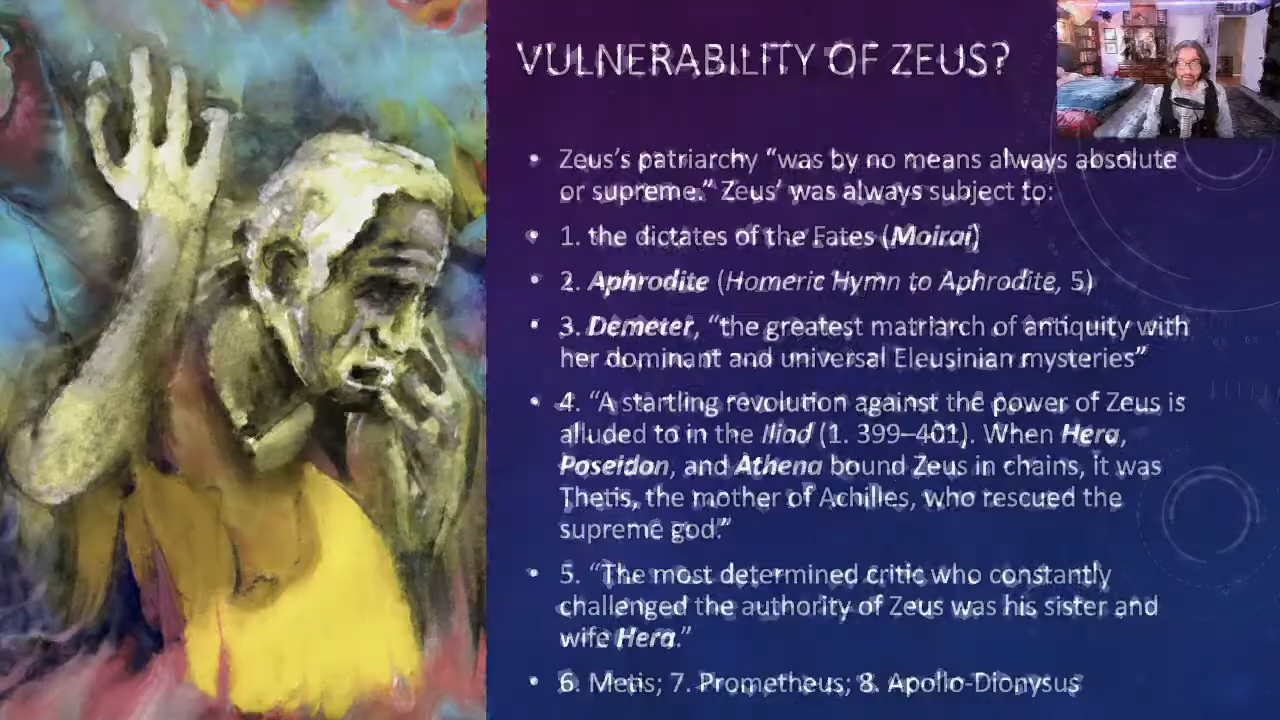 VULNERABILITY OF ZEUS?
• Zeus's patriarchy "was by no means always absolute
or supreme." Zeus' was always subject to:
• 1. the dictates of the Fates (Moirai)
• 2. Aphrodite (Homeric Hymn to Aphrodite, 5)
• 3. Demeter, "the greatest matriarch of antiquity with
her dominant and universal Eleusinian mysteries"
• 4. "A startling revolution against the power of Zeus is
alluded to in the Iliad (1. 399–401). When Hera,
Poseidon, and Athena bound Zeus in chains, it was
Thetis, the mother of Achilles, who rescued the
supreme god."
• 5. "The most determined critic who constantly
challenged the authority of Zeus was his sister and
wife Hera."
• 6. Metis; 7. Prometheus; 8. Apollo-Dionysus